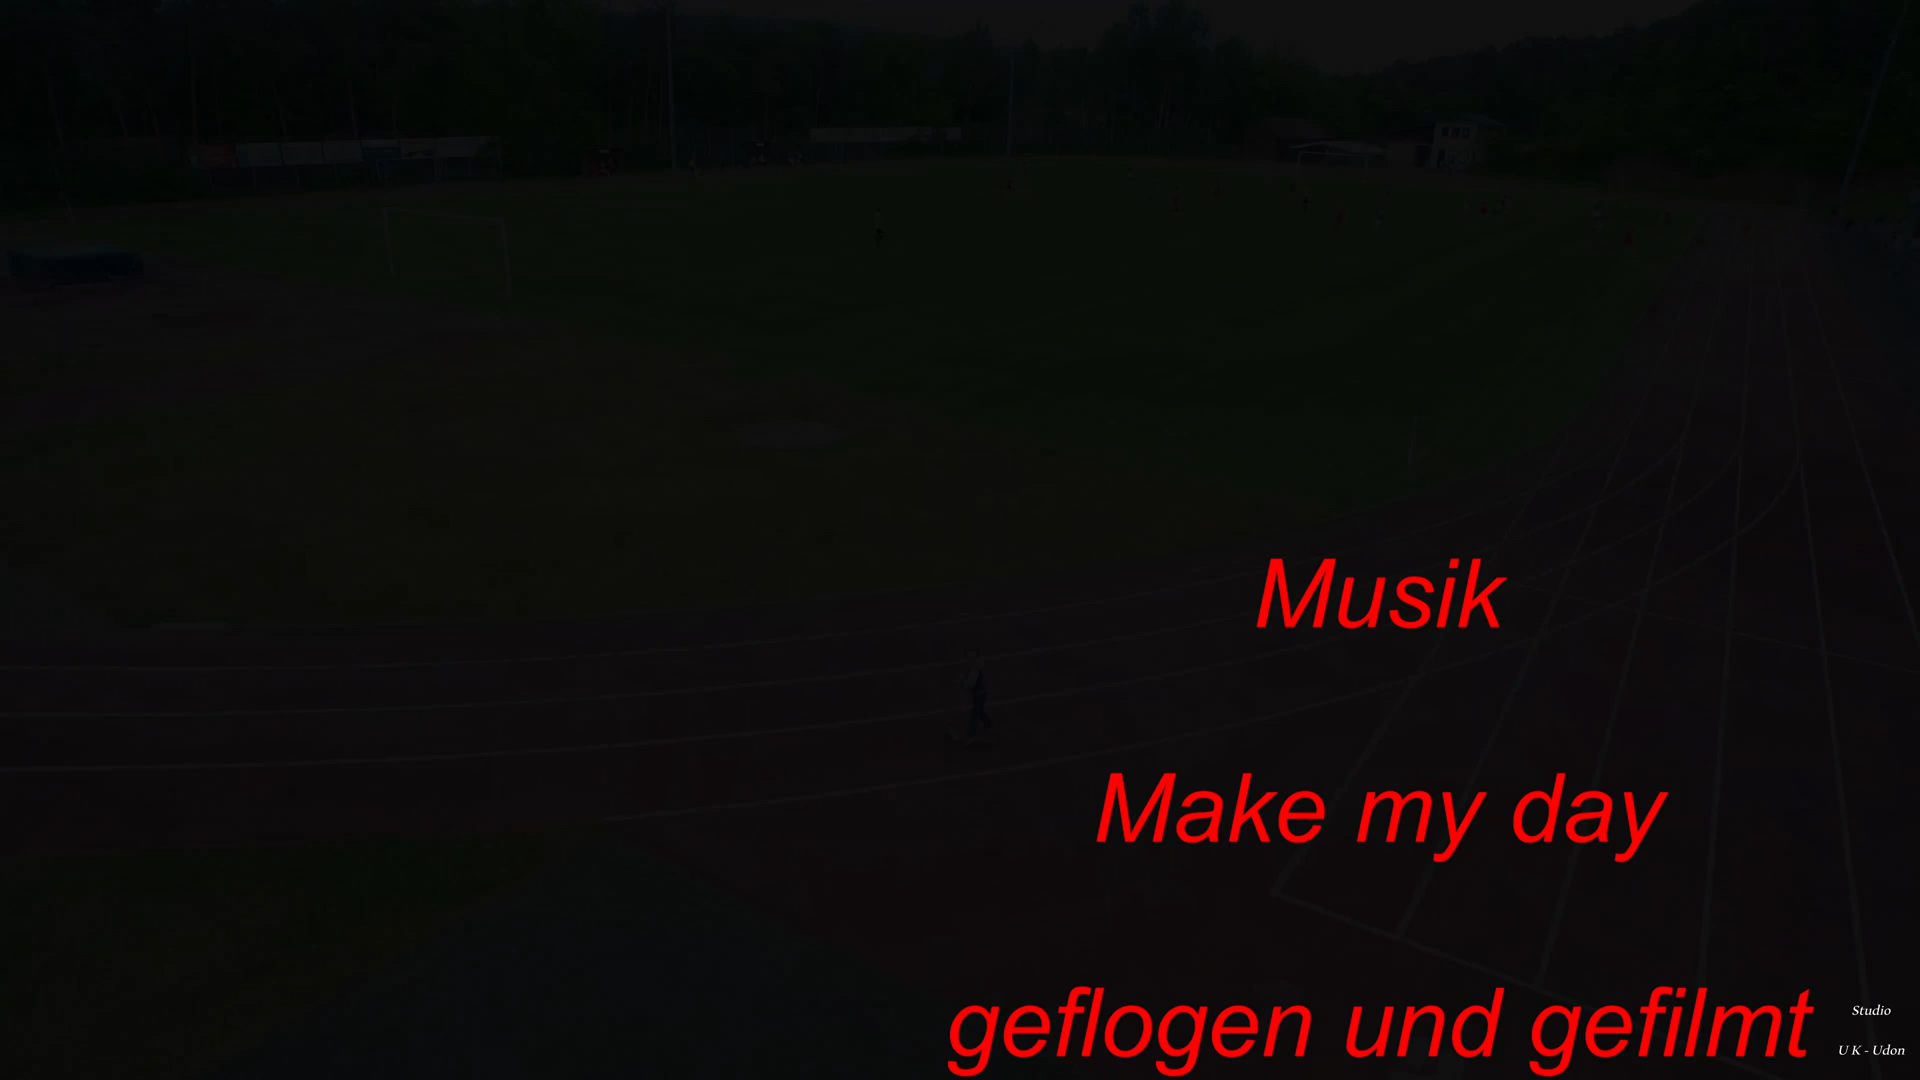 Musik
Make my day
geflogen und gefilmt
Studio
U K - Udon